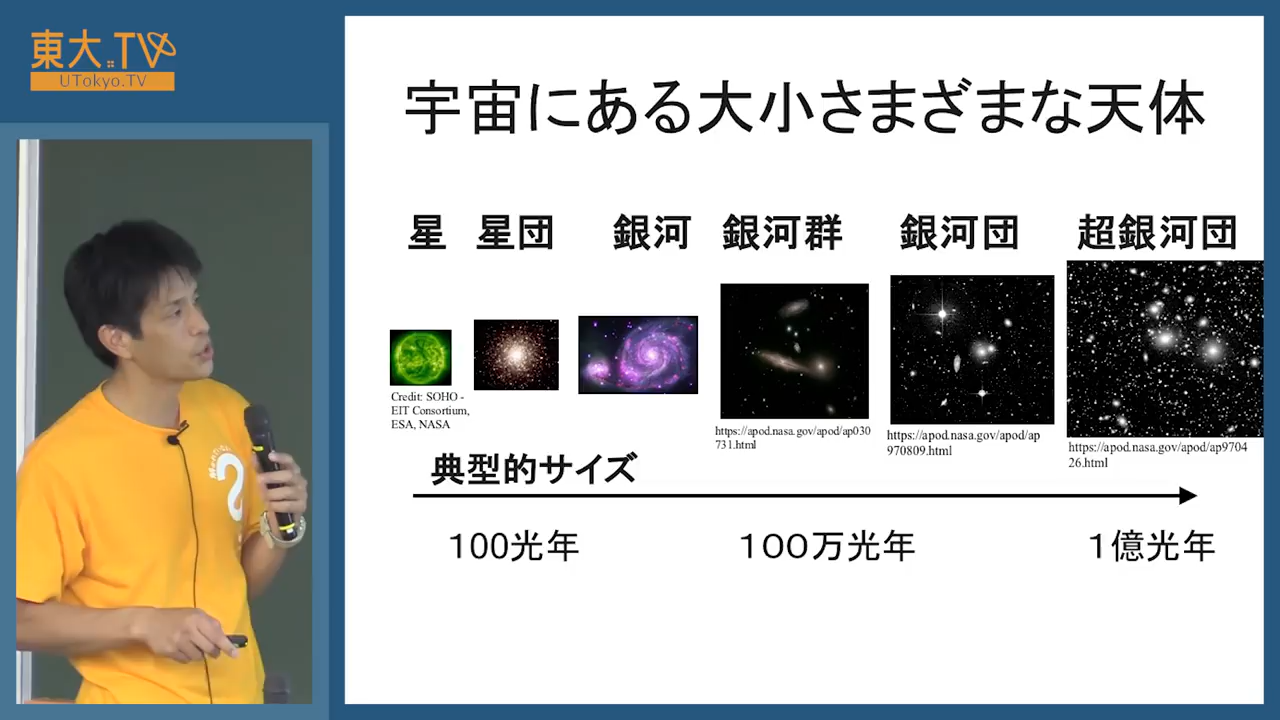 東大.TV
UTokyo.TV
宇宙にある大小さまざまな天体
星 星団 銀河 銀河群 銀河団 超銀河団
Credit: SOHO -
EIT Consortium,
ESA, NASA
https://apod.nasa.gov/apod/ap030
731.html
https://apod.nasa.gov/apod/ap
970809.html
https://apod.nasa.gov/apod/ap9704
26.html
典型的サイズ
100光年 100万光年 1億光年